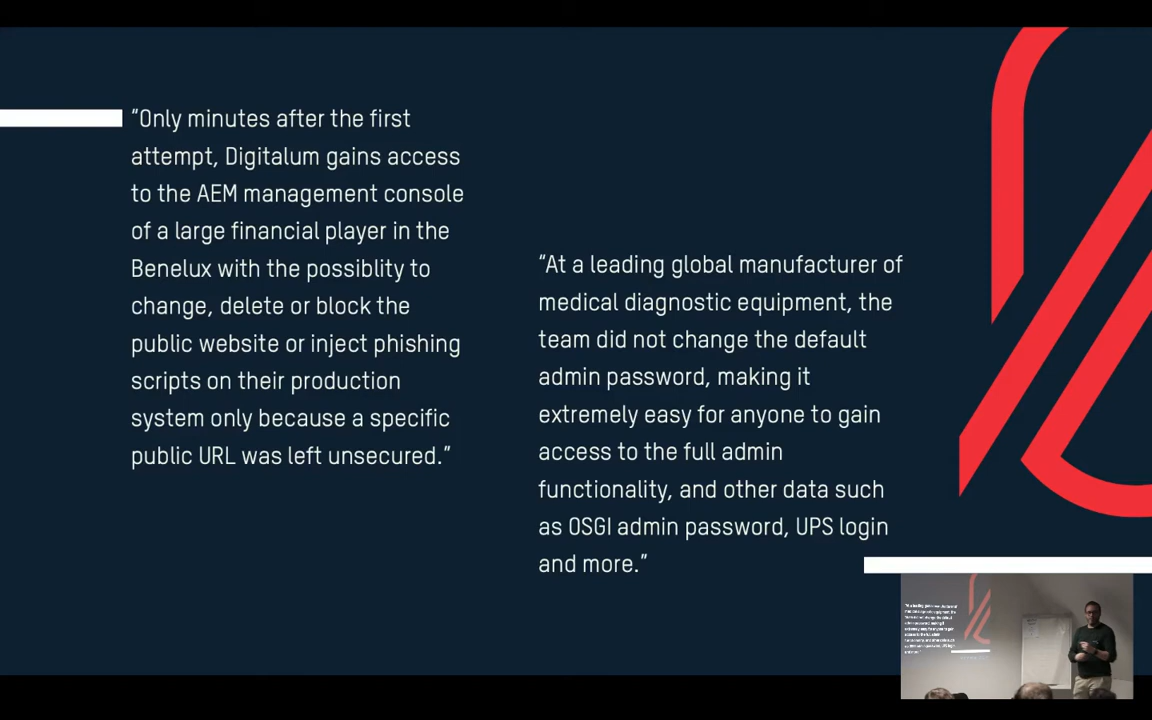 “Only minutes after the first
attempt, Digitalum gains access
to the AEM management console
of a large financial player in the
Benelux with the possiblity to
change, delete or block the
public website or inject phishing
scripts on their production
system only because a specific
public URL was left unsecured.”
“At a leading global manufacturer of
medical diagnostic equipment, the
team did not change the default
admin password, making it
extremely easy for anyone to gain
access to the full admin
functionality, and other data such
as OSGI admin password, UPS login
and more.”